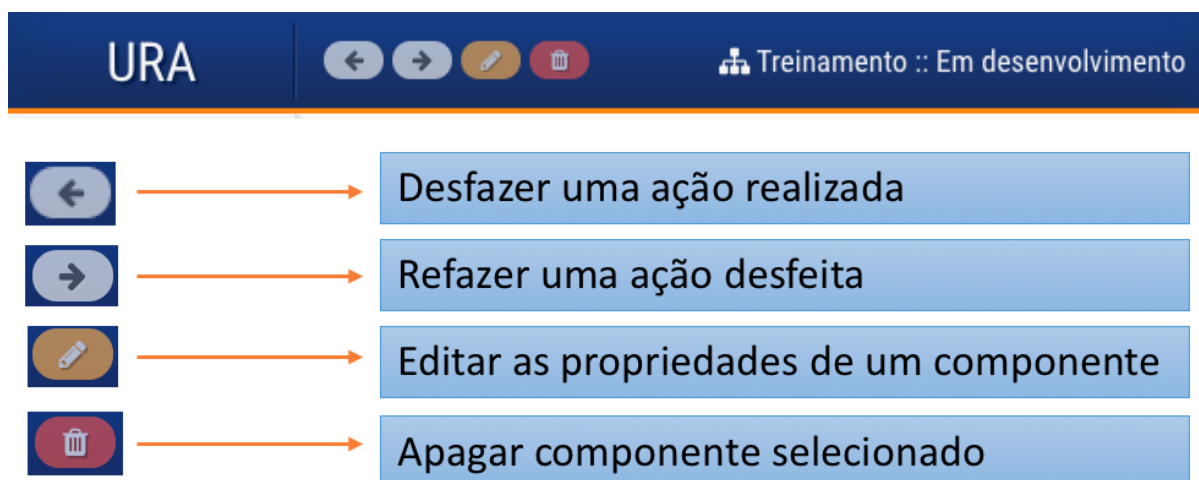 URA
Treinamento :: Em desenvolvimento
Desfazer uma ação realizada
Refazer uma ação desfeita
Editar as propriedades de um componente
Apagar componente selecionado